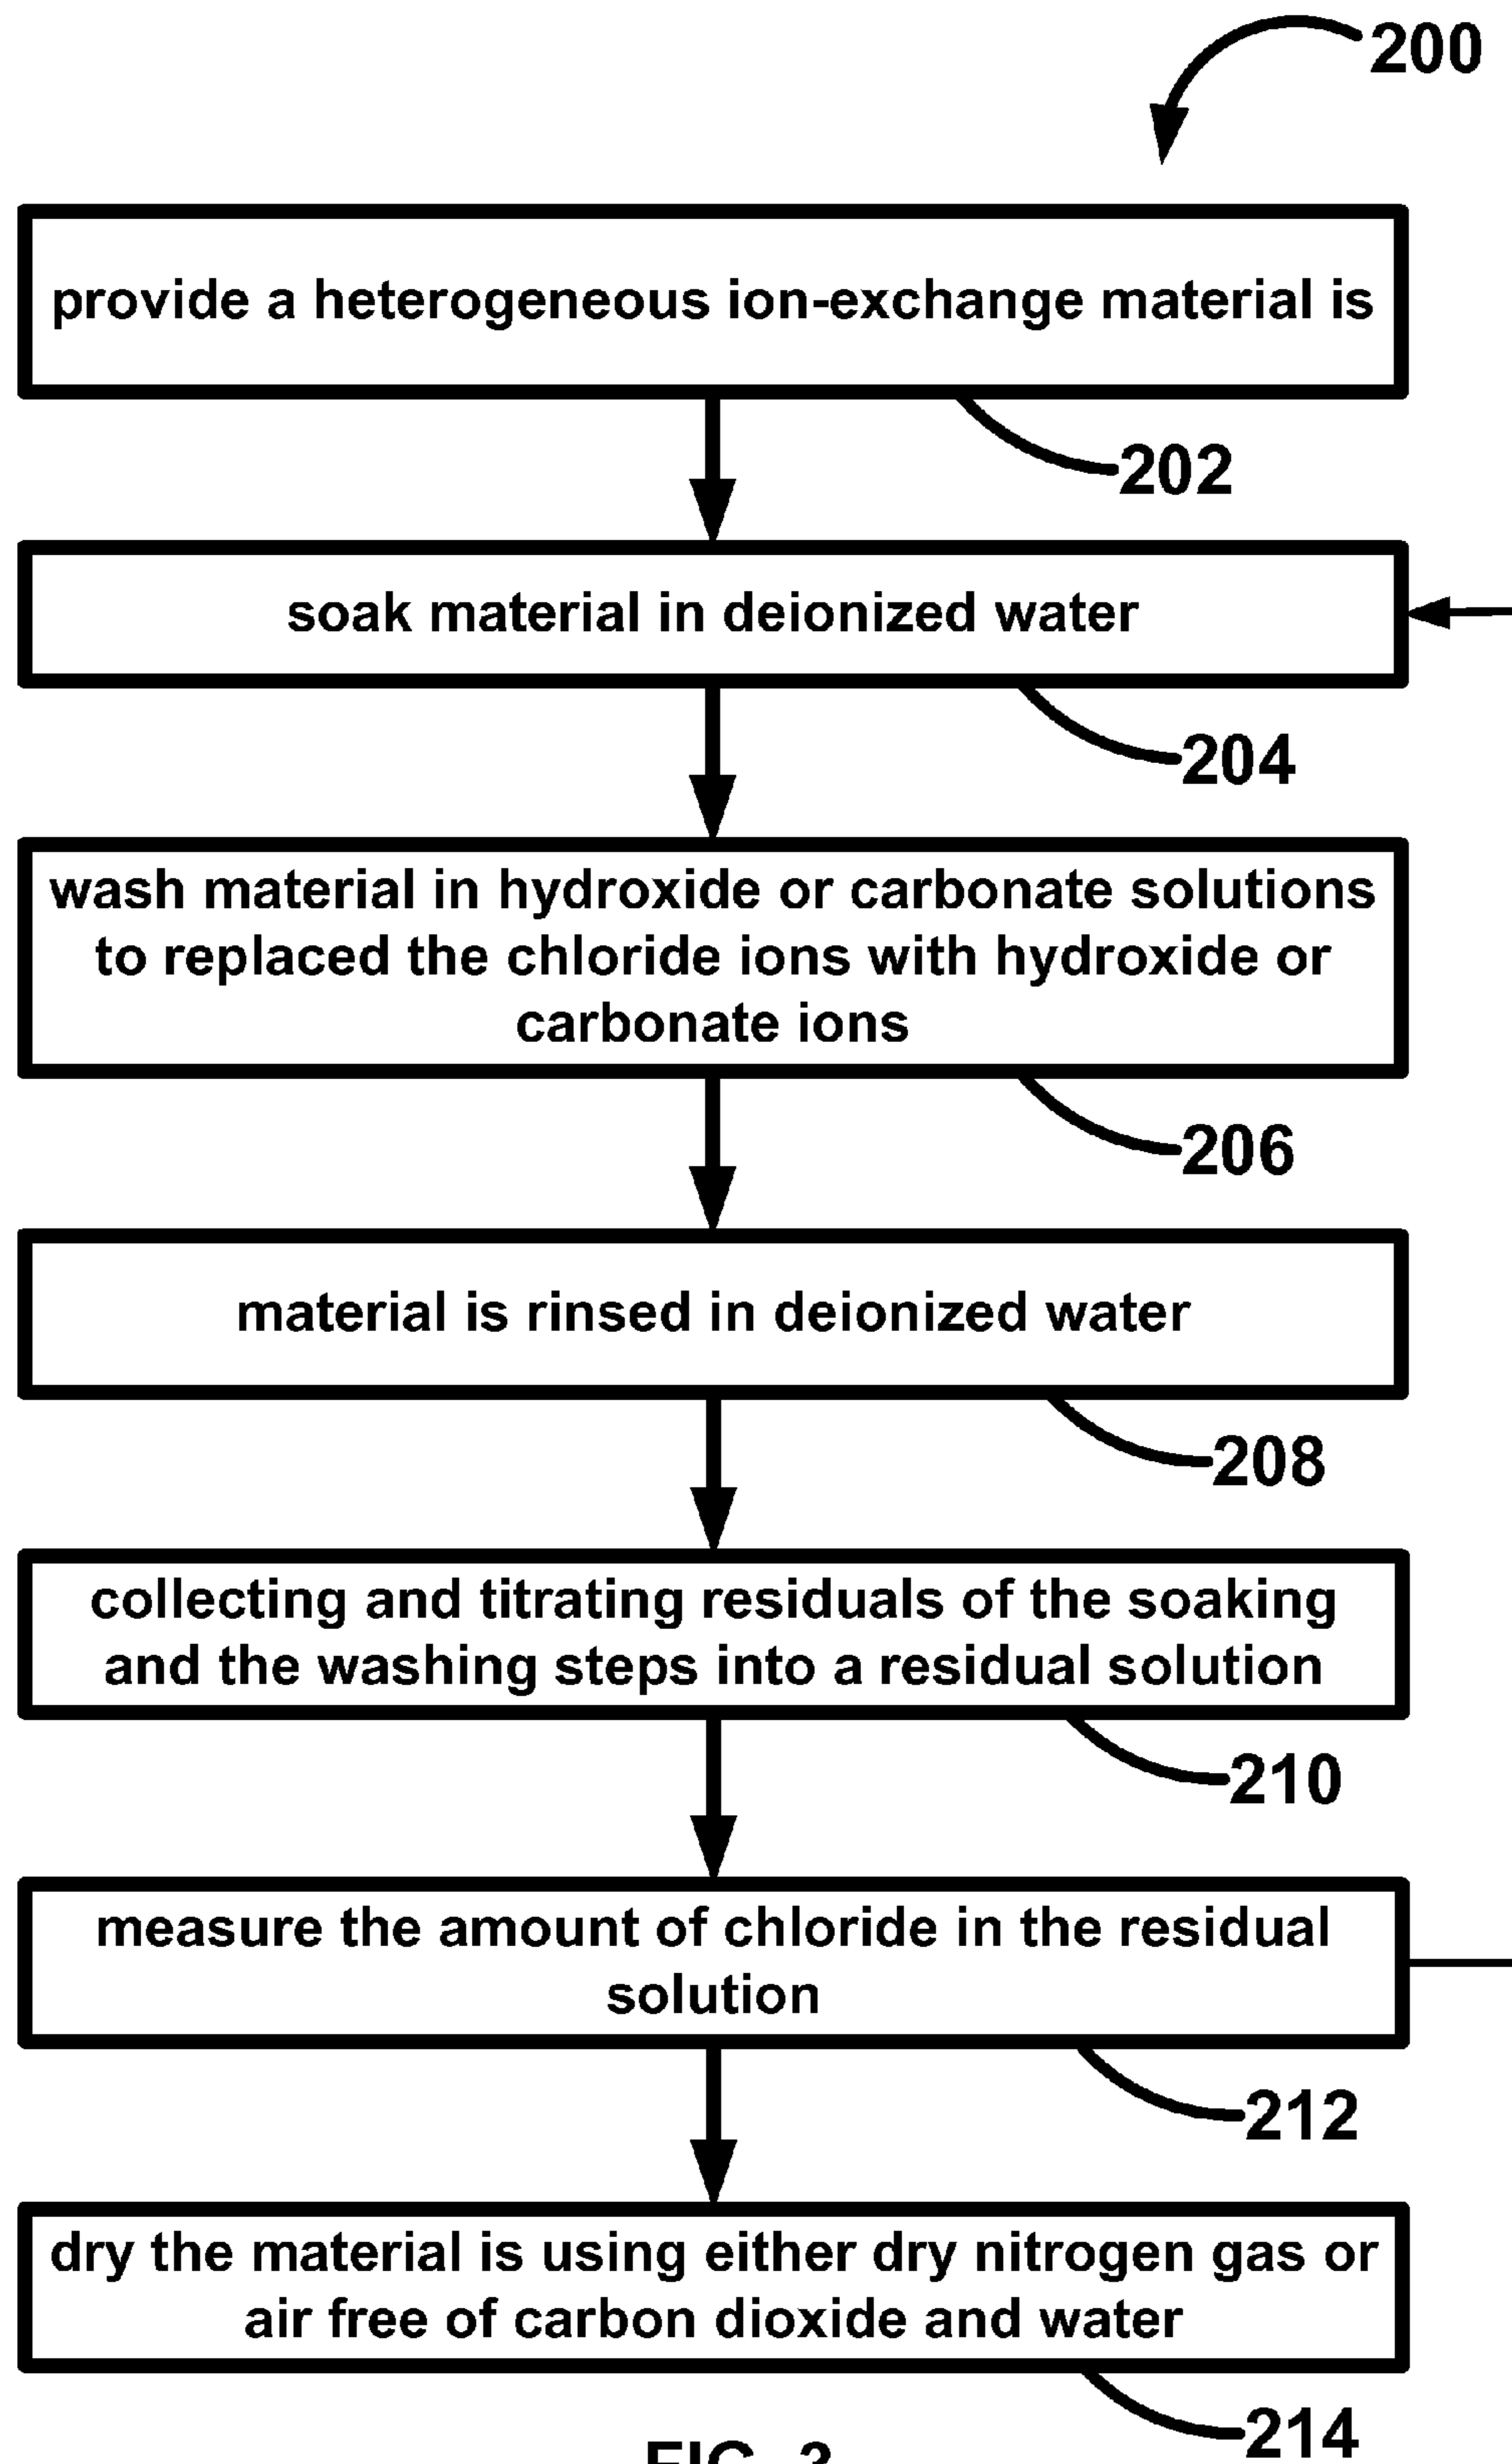 200
provide a heterogeneous ion-exchange material is
202
soak material in deionized water
204
wash material in hydroxide or carbonate solutions
to replaced the chloride ions with hydroxide or
carbonate ions
206
material is rinsed in deionized water
208
collecting and titrating residuals of the soaking
and the washing steps into a residual solution
210
measure the amount of chloride in the residual
solution
212
dry the material is using either dry nitrogen gas or
air free of carbon dioxide and water
214
FIG.